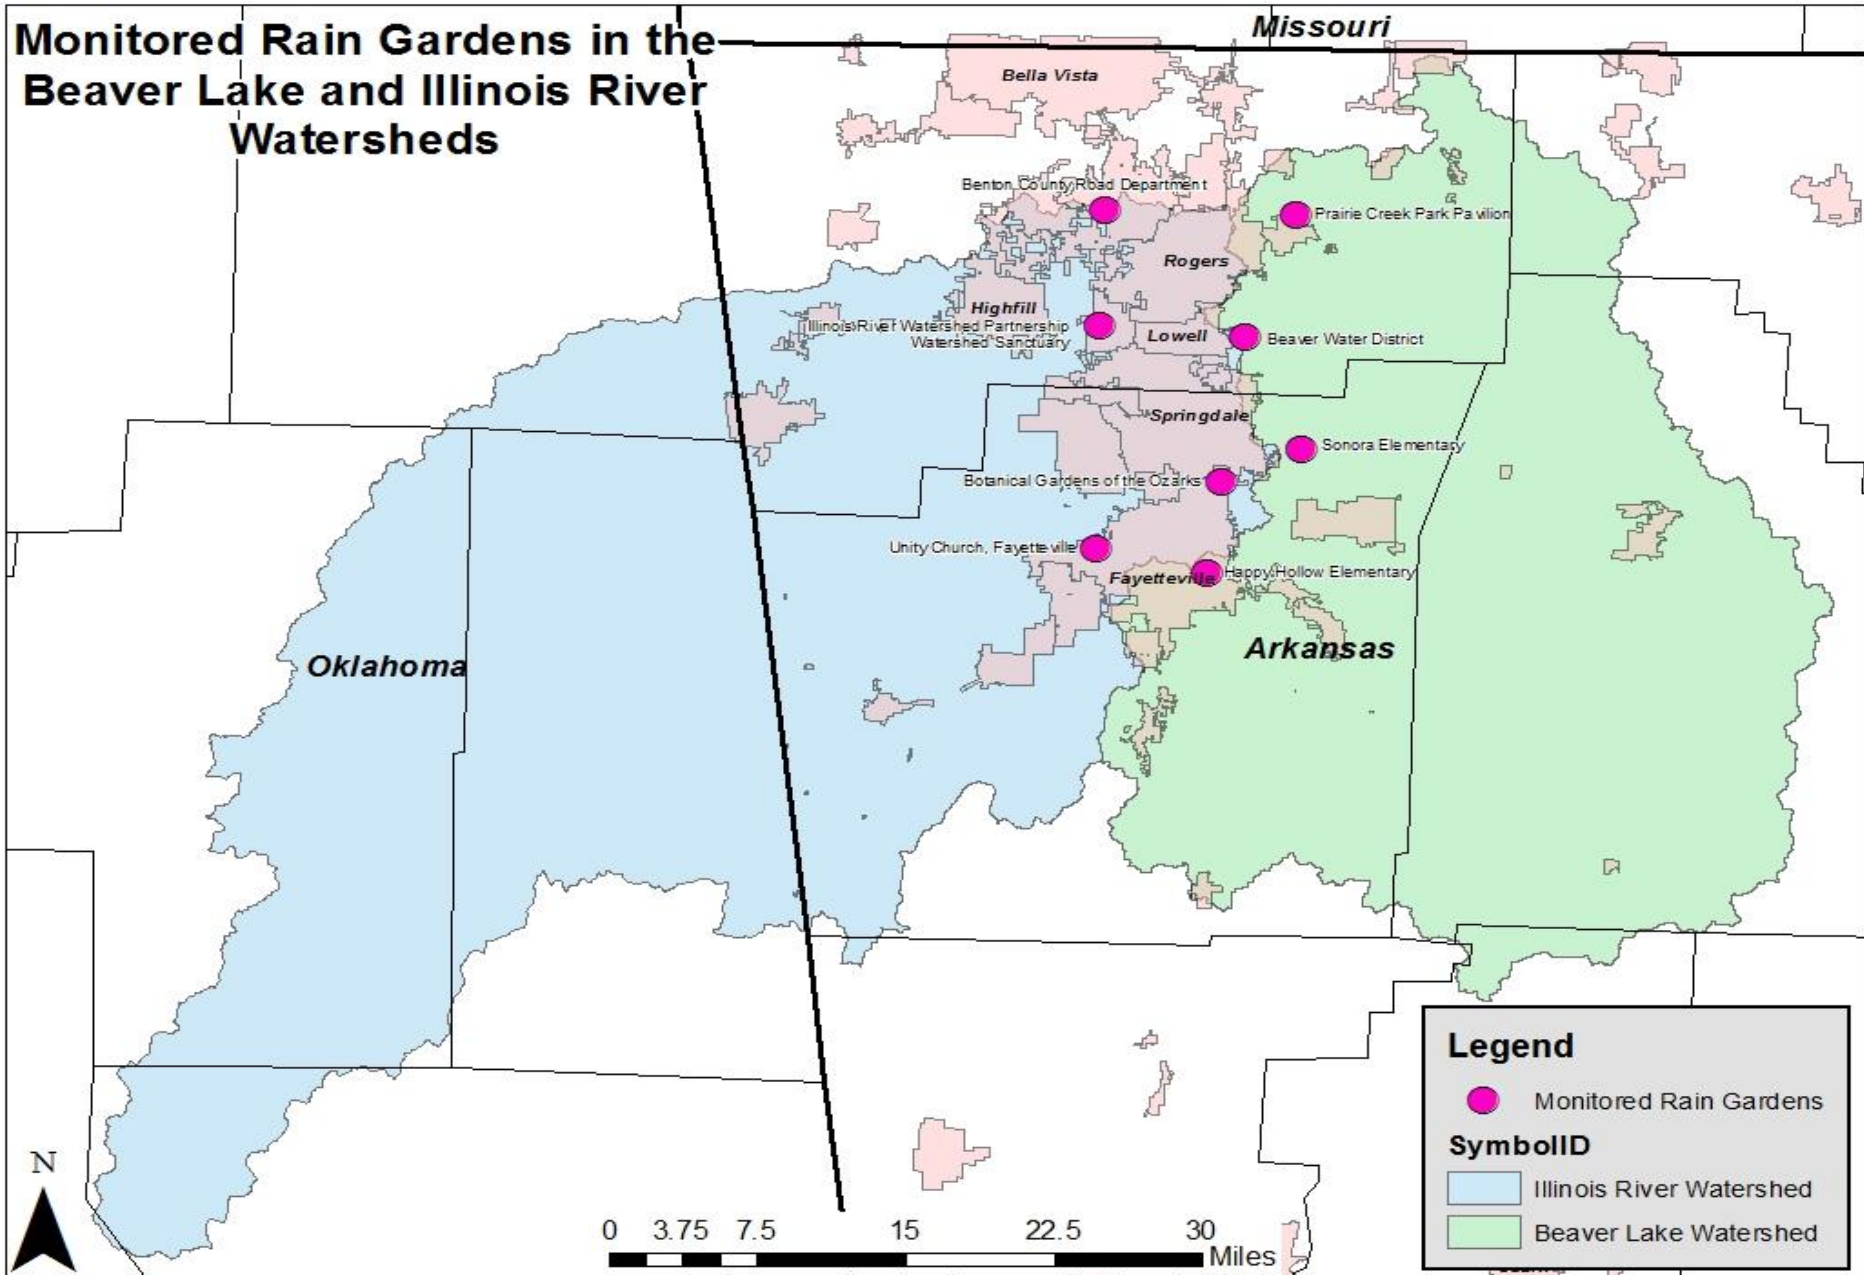 Monitored Rain Gardens in the
Beaver Lake and Illinois River
Watersheds
Missouri
Bella Vista
Benton County Road Department
Prairie Creek Park Pavilion
Rogers
Highfill
Illinois River Watershed Partnership
Watershed Sanctuary
Lowell
Beaver Water District
Springdale
Sonora Elementary
Botanical Gardens of the Ozarks
Unity Church, Fayetteville
Fayetteville
Happy Hollow Elementary
Arkansas
Oklahoma
Legend
Monitored Rain Gardens
SymbolID
Illinois River Watershed
Beaver Lake Watershed
N
0 3.75 7.5 15 22.5 30
Miles